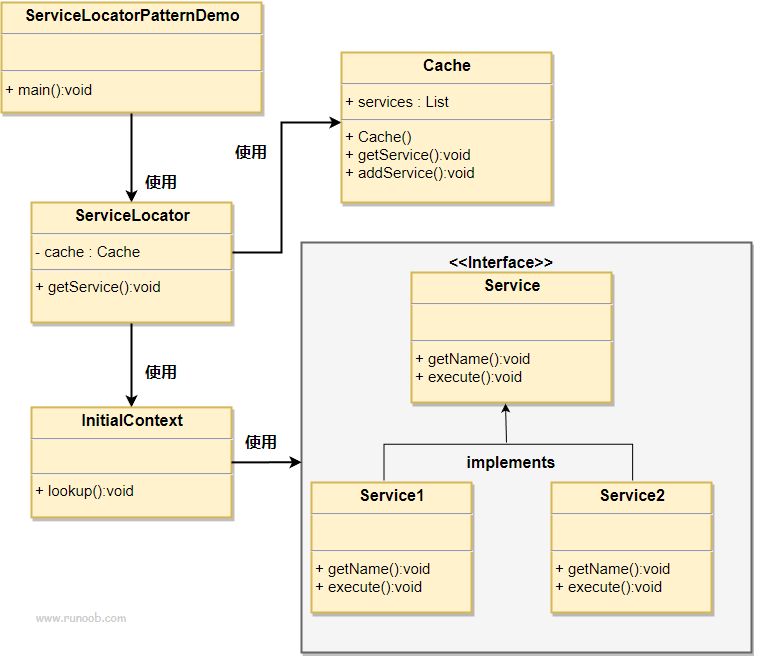 ServiceLocatorPatternDemo
+ main():void
使用
ServiceLocator
- cache : Cache
+ getService():void
使用
Cache
+ services : List
+ Cache()
+ getService():void
+ addService():void
使用
InitialContext
+ lookup():void
使用
<<Interface>>
Service
+ getName():void
+ execute():void
implements
Service1
+ getName():void
+ execute():void
Service2
+ getName():void
+ execute():void
www.runoob.com